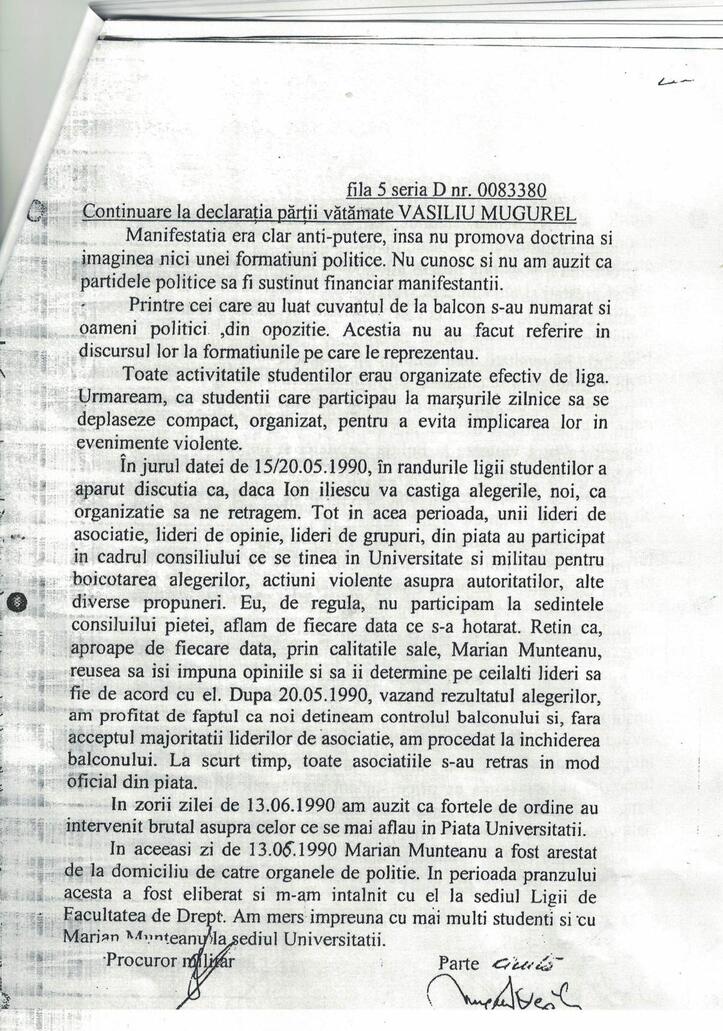 fila 5 seria D nr. 0083380
Continuare la declarația părții vătămate VASILIU MUGUREL
Manifestatia era clar anti-putere, insa nu promova doctrina si
imaginea nici unei formatiuni politice. Nu cunosc si nu am auzit ca
partidele politice sa fi sustinut financiar manifestantii.
Printre cei care au luat cuvantul de la balcon s-au numarat si
oameni politici ,din opozitie. Acestia nu au facut referire in
discursul lor la formatiunile pe care le reprezentau.
Toate activitatile studentilor erau organizate efectiv de liga.
Urmaream, ca studentii care participau la marşurile zilnice sa se
deplaseze compact, organizat, pentru a evita implicarea lor in
evenimente violente.
În jurul datei de 15/20.05.1990, în randurile ligii studentilor a
aparut discutia ca, daca Ion iliescu va castiga alegerile, noi, ca
organizatie sa ne retragem. Tot in acea perioada, unii lideri de
asociatie, lideri de opinie, lideri de grupuri, din piata au participat
in cadrul consiliului ce se tinea in Universitate si militau pentru
boicotarea alegerilor, actiuni violente asupra autoritatilor, alte
diverse propuneri. Eu, de regula, nu participam la sedintele
consiluilui pietei, aflam de fiecare data ce s-a hotarat. Retin ca,
aproape de fiecare data, prin calitatile sale, Marian Munteanu,
reusea sa isi impuna opiniile si sa ii determine pe ceilalti lideri sa
fie de acord cu el. Dupa 20.05.1990, vazand rezultatul alegerilor,
am profitat de faptul ca noi detineam controlul balconului si, fara
acceptul majoritatii liderilor de asociatie, am procedat la inchiderea
balconului. La scurt timp, toate asociatiile s-au retras in mod
oficial din piata.
In zorii zilei de 13.06.1990 am auzit ca fortele de ordine au
intervenit brutal asupra celor ce se mai aflau in Piata Universitatii.
In aceeasi zi de 13.06.1990 Marian Munteanu a fost arestat
de la domiciliu de catre organele de politie. In perioada pranzului
acesta a fost eliberat si m-am intalnit cu el la sediul Ligii de
Facultatea de Drept. Am mers impreuna cu mai multi studenti si cu
Marian Munteanu la sediul Universitatii.
Procuror militar Parte civilă